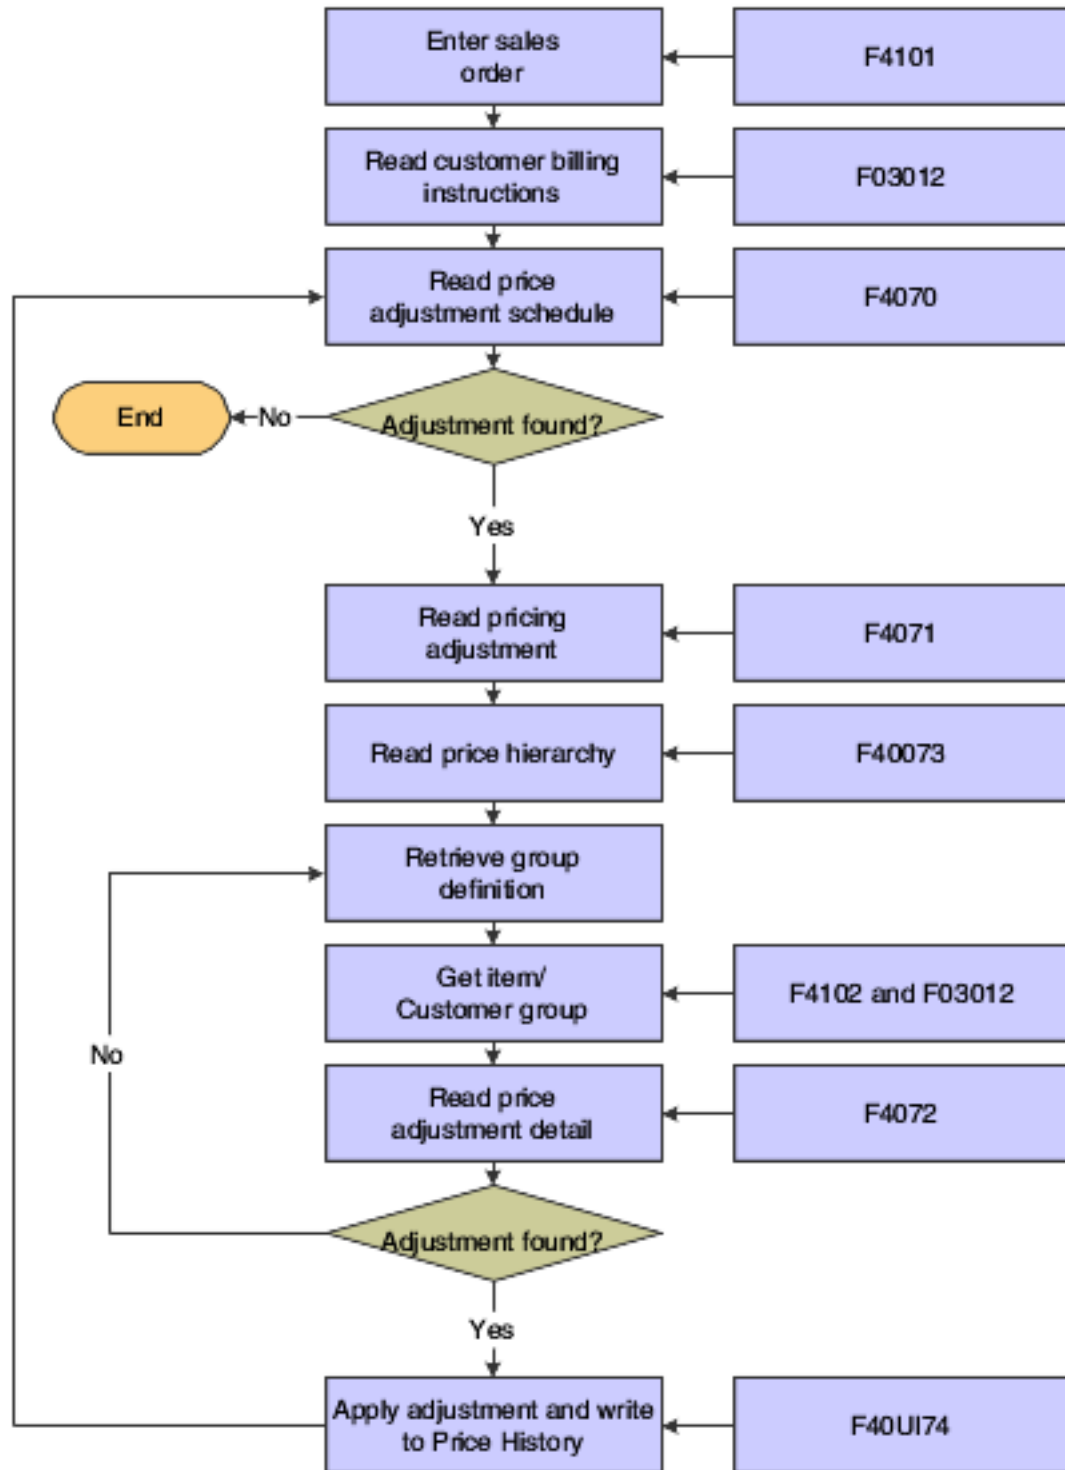 Enter sales
order
F4101
Read customer billing
instructions
F03012
Read price
adjustment schedule
F4070
End
No
Adjustment found?
Yes
Read pricing
adjustment
F4071
Read price hierarchy
F40073
Retrieve group
definition
Get item/
Customer group
F4102 and F03012
No
Read price
adjustment detail
F4072
Adjustment found?
Yes
Apply adjustment and write
to Price History
F40UI74